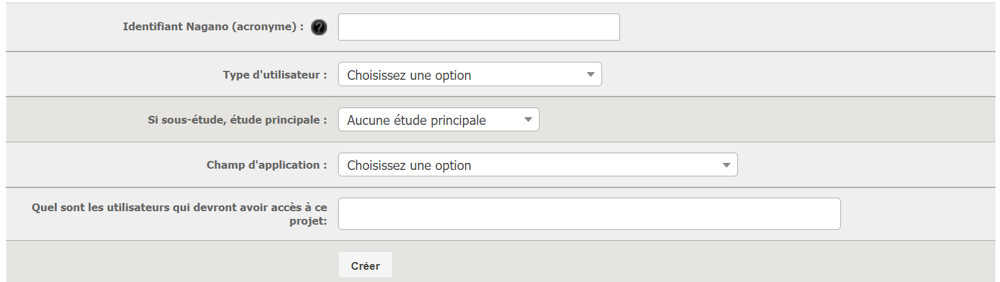 Identifiant Nagano (acronyme) : ?
Type d'utilisateur : Choisissez une option
Si sous-étude, étude principale : Aucune étude principale
Champ d'application : Choisissez une option
Quel sont les utilisateurs qui devront avoir accès à ce
projet:
Créer